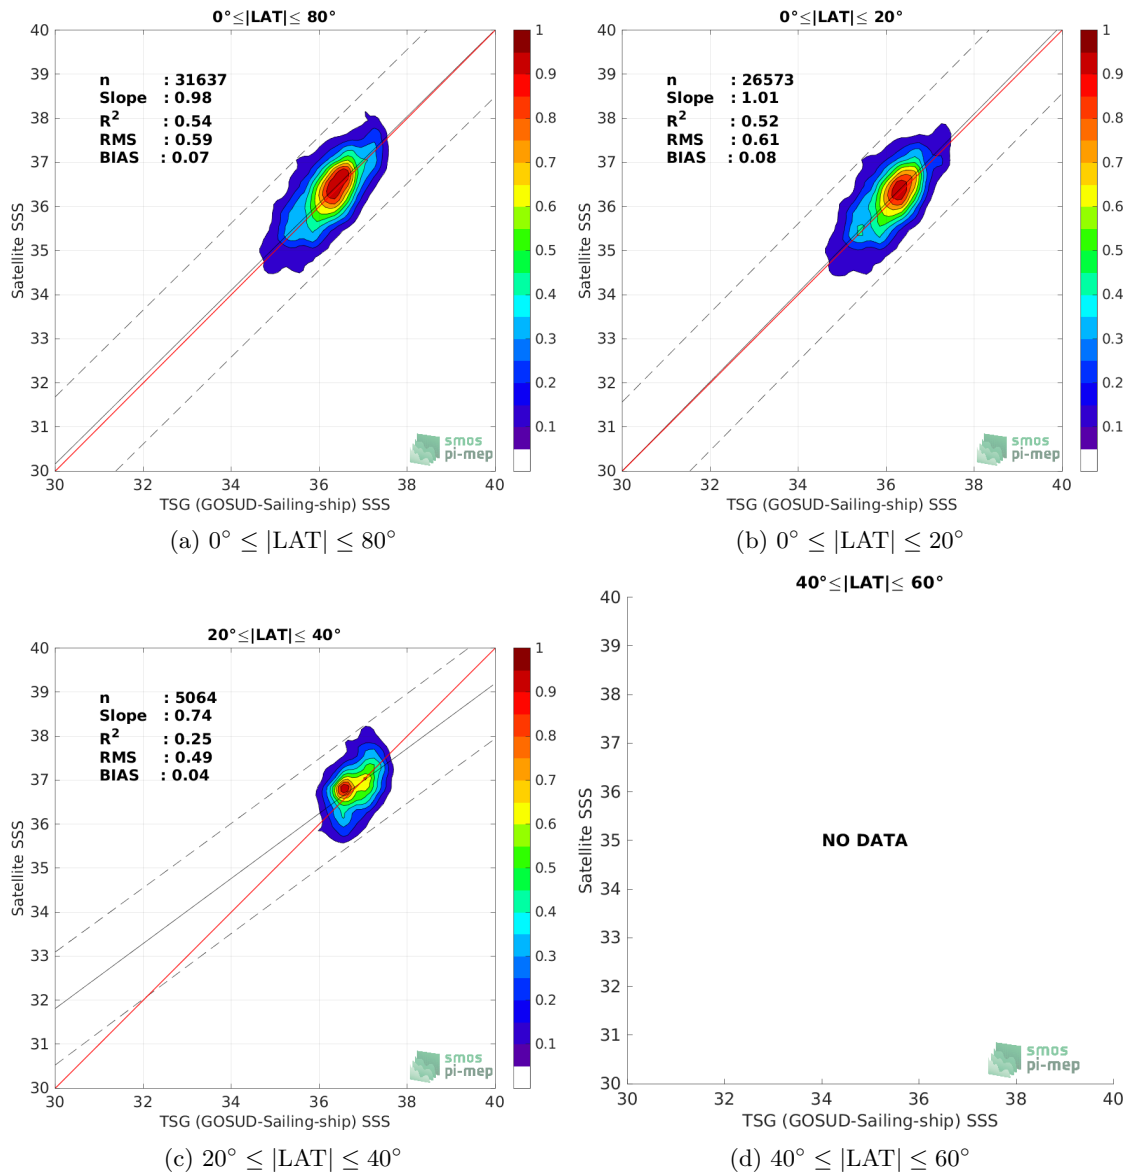 0°≤|LAT|≤ 80°
40
39
38
37
36
35
34
33
32
31
30
Satellite SSS
n : 31637
Slope : 0.98
R² : 0.54
RMS : 0.59
BIAS : 0.07
1
0.9
0.8
0.7
0.6
0.5
0.4
0.3
0.2
0.1
smos
pi-mep
30 32 34 36 38 40
TSG (GOSUD-Sailing-ship) SSS
(a) 0° ≤ |LAT| ≤ 80°
0°≤|LAT|≤ 20°
40
39
38
37
36
35
34
33
32
31
30
Satellite SSS
n : 26573
Slope : 1.01
R² : 0.52
RMS : 0.61
BIAS : 0.08
1
0.9
0.8
0.7
0.6
0.5
0.4
0.3
0.2
0.1
smos
pi-mep
30 32 34 36 38 40
TSG (GOSUD-Sailing-ship) SSS
(b) 0° ≤ |LAT| ≤ 20°
20°≤|LAT|≤ 40°
40
39
38
37
36
35
34
33
32
31
30
Satellite SSS
n : 5064
Slope : 0.74
R² : 0.25
RMS : 0.49
BIAS : 0.04
1
0.9
0.8
0.7
0.6
0.5
0.4
0.3
0.2
0.1
smos
pi-mep
30 32 34 36 38 40
TSG (GOSUD-Sailing-ship) SSS
(c) 20° ≤ |LAT| ≤ 40°
40°≤|LAT|≤ 60°
40
39
38
37
36
35
34
33
32
31
30
Satellite SSS
NO DATA
smos
pi-mep
30 32 34 36 38 40
TSG (GOSUD-Sailing-ship) SSS
(d) 40° ≤ |LAT| ≤ 60°